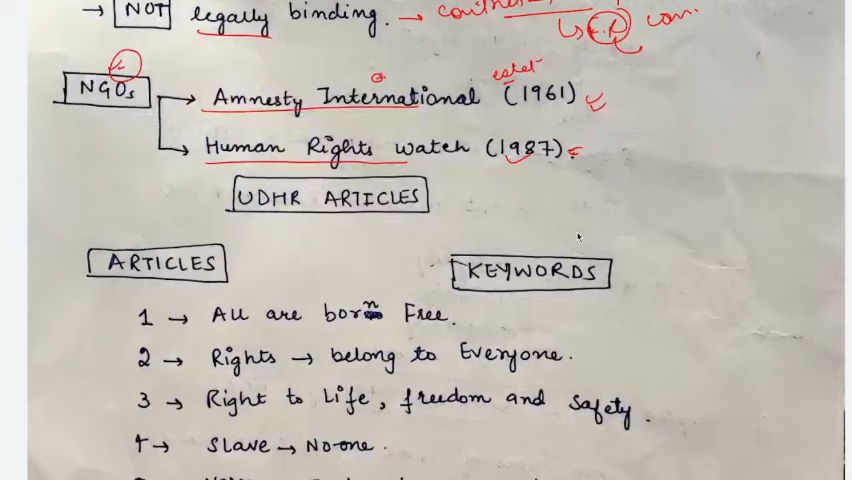 → NOT legally binding. →
NGOs
→ Amnesty International (1961)
→ Human Rights watch (1987).
UDHR ARTICLES
ARTICLES
KEYWORDS
1 → All are born Free.
2 → Rights → belong to Everyone.
3 → Right to Life, freedom and safety.
4 → Slave → No-one.